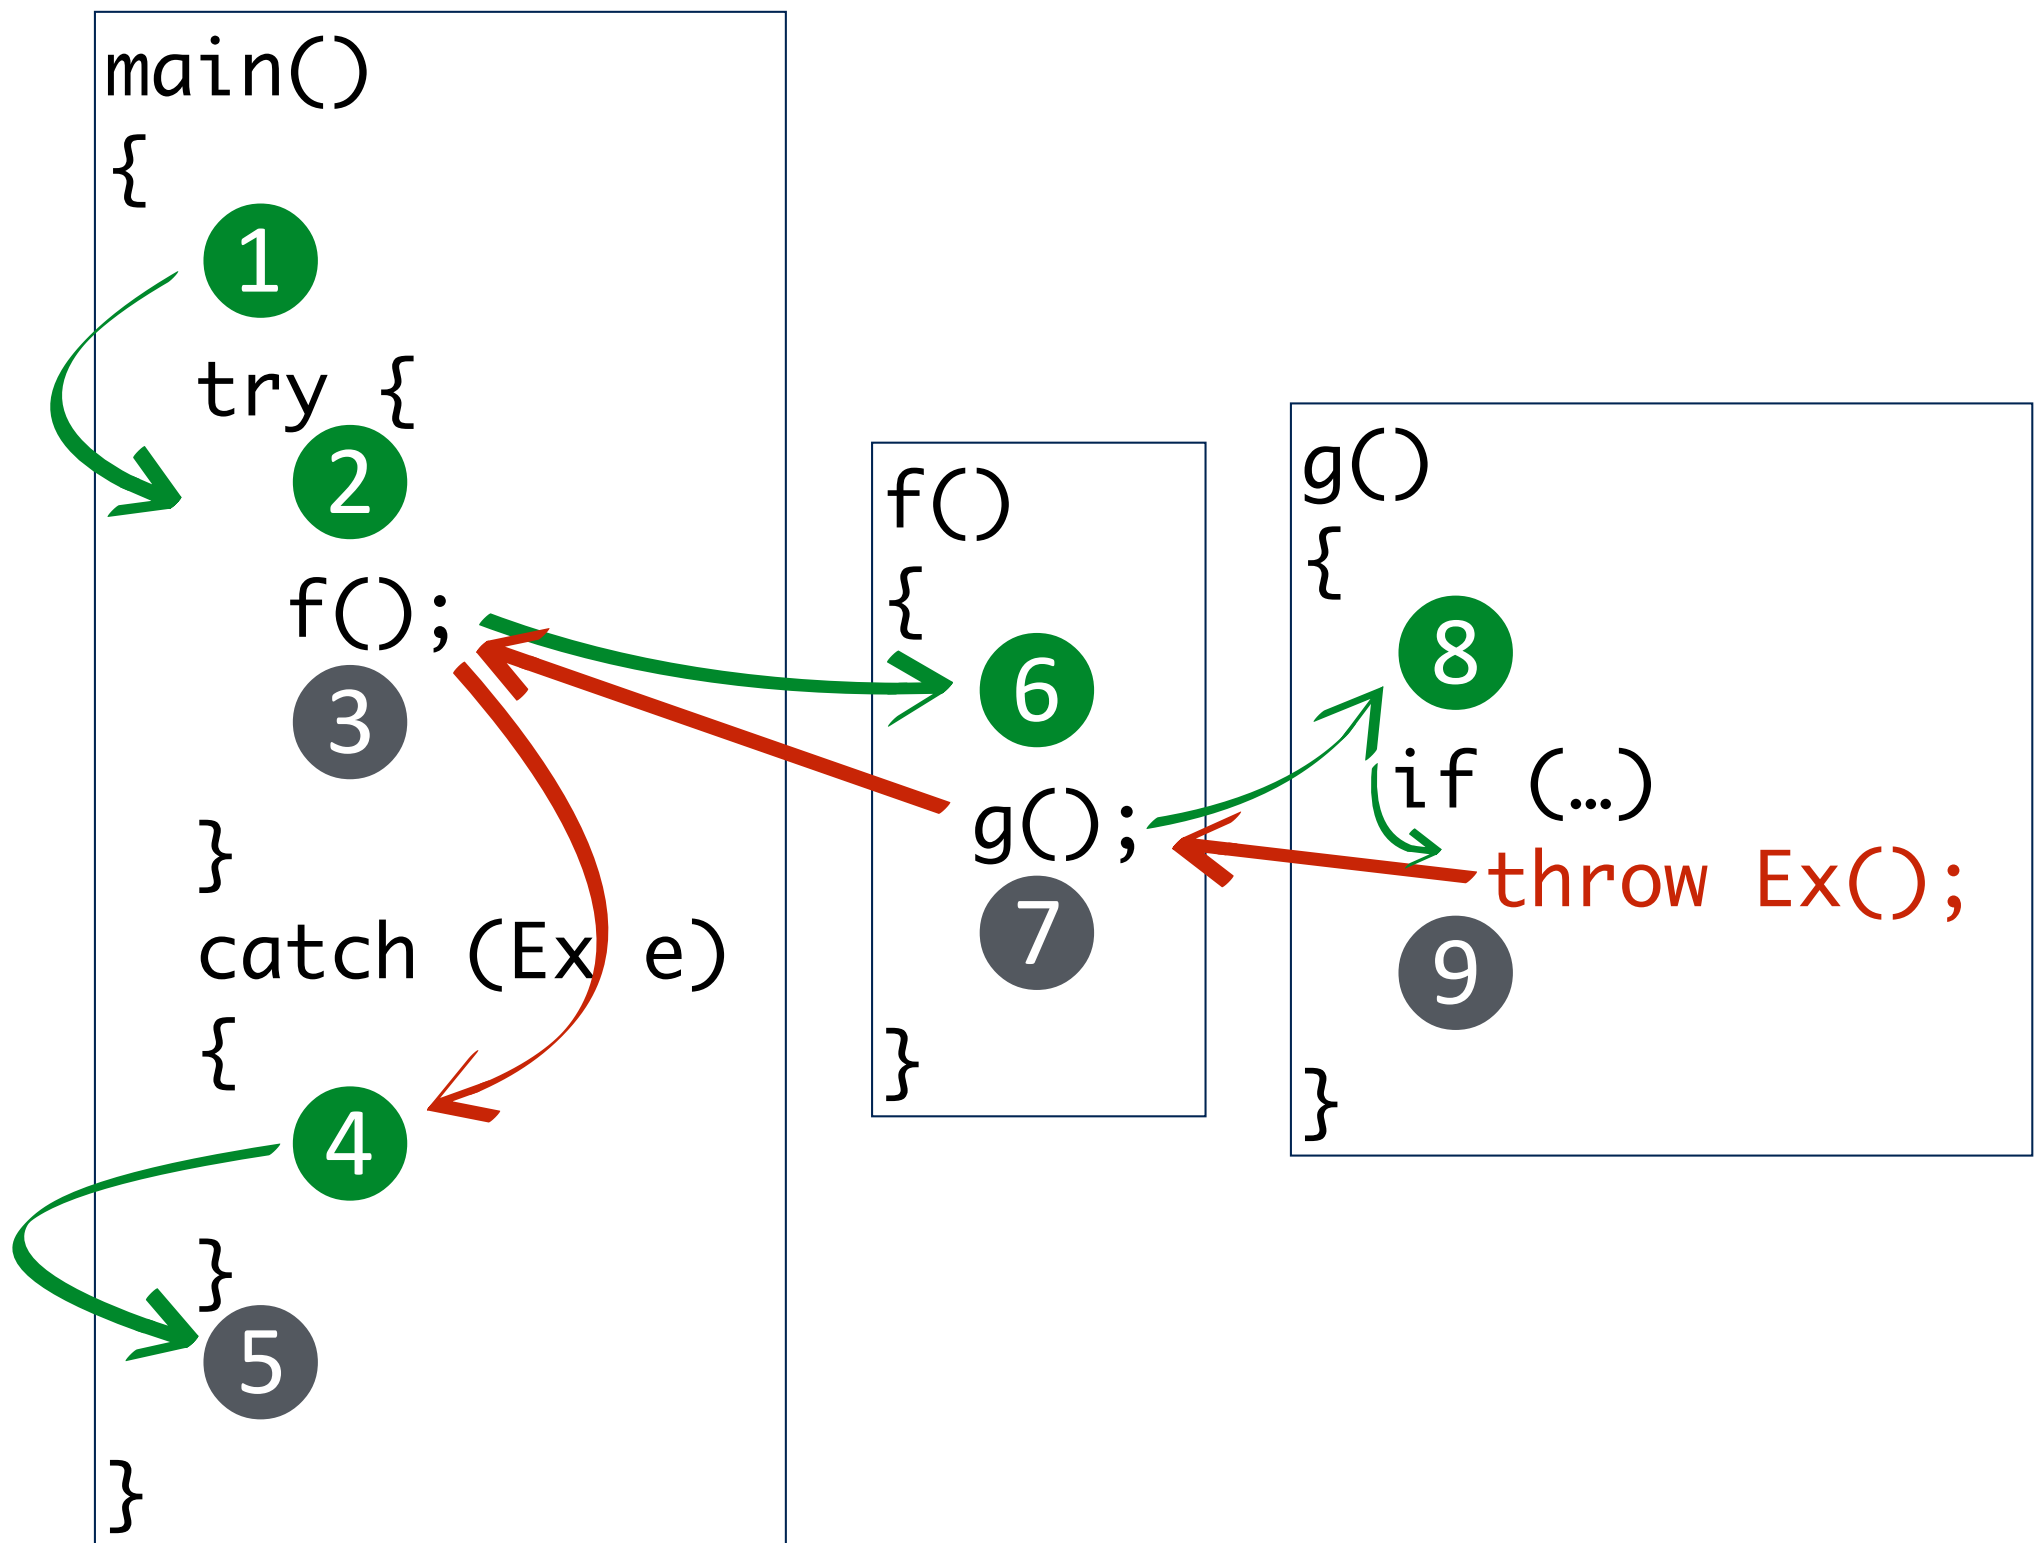 main()
{
1
try {
2
f();
3
}
catch (Ex e)
{
4
}
5
}
f()
{
6
g();
7
}
g()
{
8
if (…)
throw Ex();
9
}